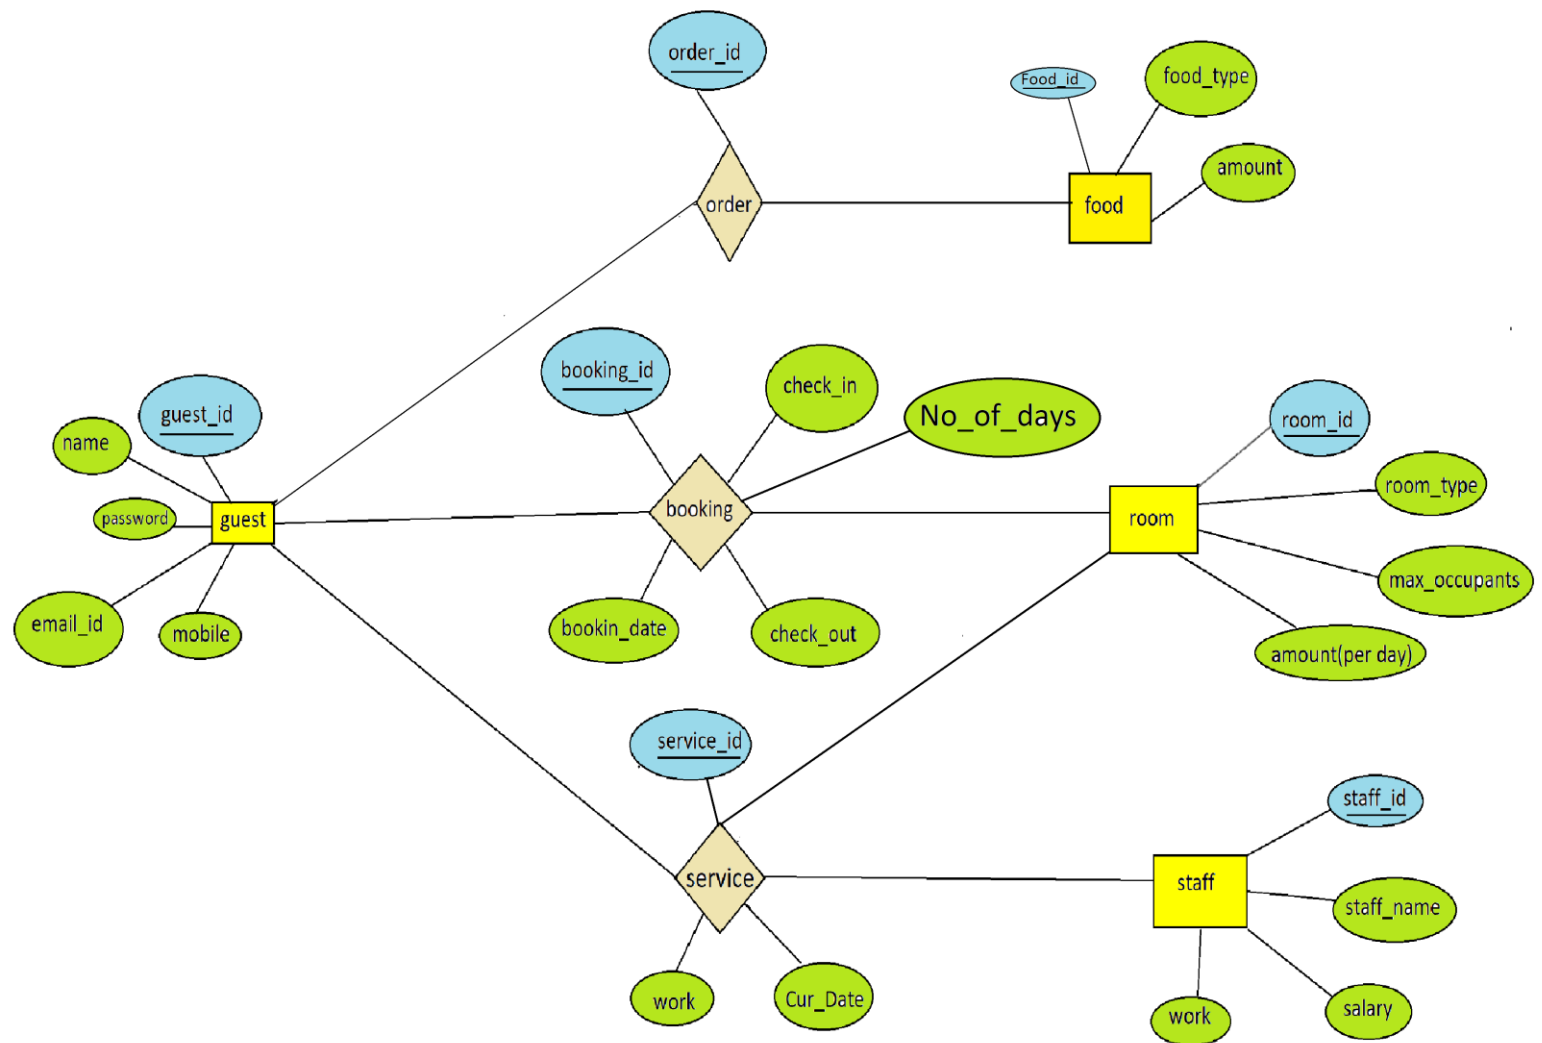 order_id
Food_id
food_type
amount
order
food
booking_id
check_in
No_of_days
guest_id
name
room_id
room_type
password
guest
booking
room
max_occupants
email_id
mobile
bookin_date
check_out
amount(per day)
service_id
staff_id
service
staff
staff_name
work
Cur_Date
work
salary